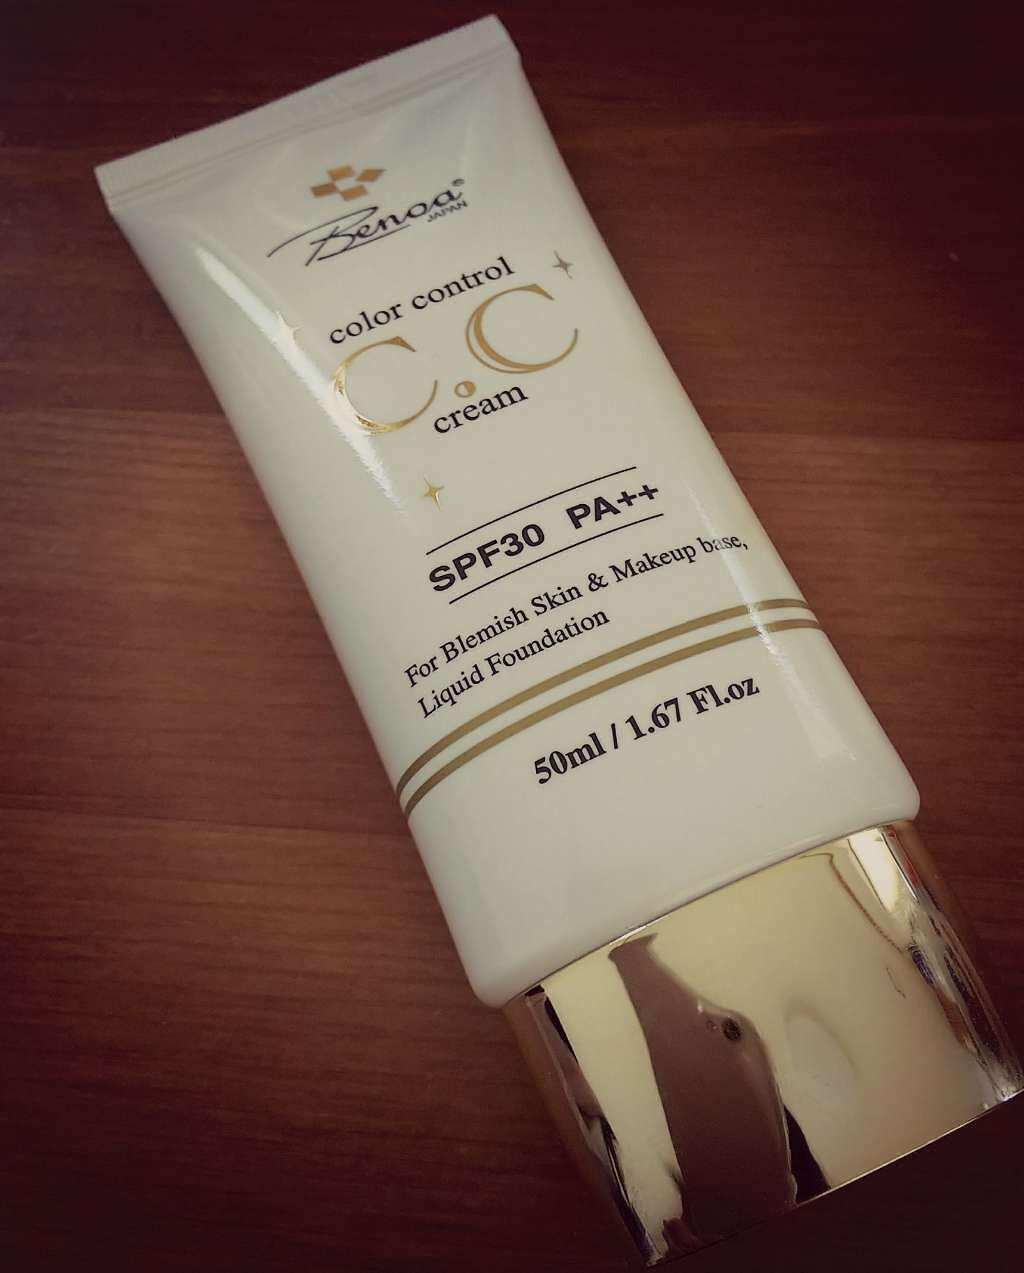 Benoa®
JAPAN
color control
C.C
cream
SPF30 PA++
For Blemish Skin & Makeup base,
Liquid Foundation
50ml / 1.67 Fl.oz